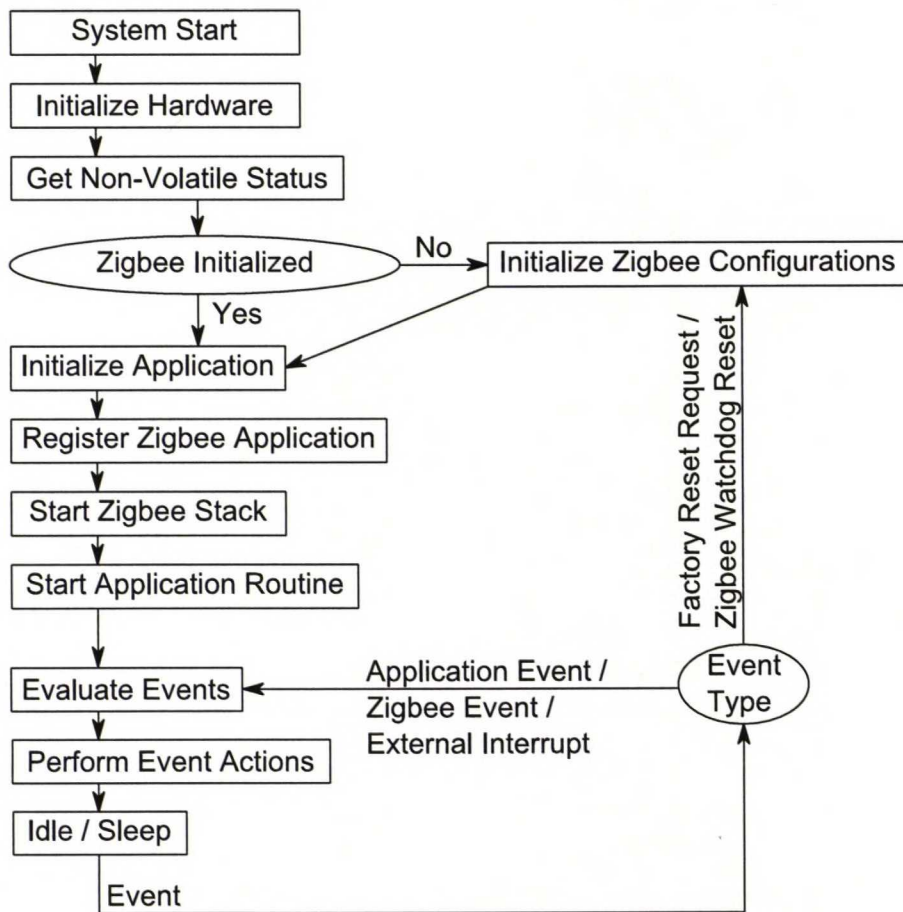 System Start
Initialize Hardware
Get Non-Volatile Status
Zigbee Initialized
No
Initialize Zigbee Configurations
Yes
Initialize Application
Register Zigbee Application
Start Zigbee Stack
Start Application Routine
Factory Reset Request /
Zigbee Watchdog Reset
Evaluate Events
Application Event /
Zigbee Event /
External Interrupt
Event
Type
Perform Event Actions
Idle / Sleep
Event